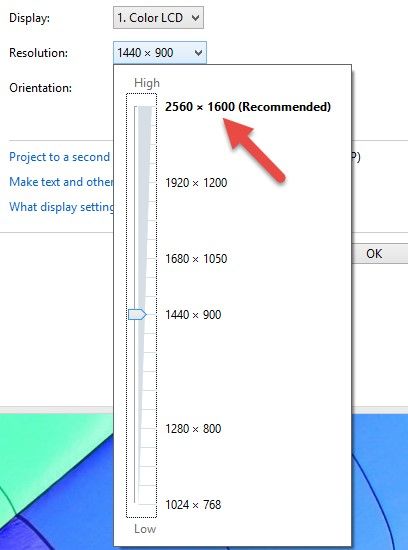 Display: 1. Color LCD
Resolution: 1440 × 900
High
Orientation:
2560 × 1600 (Recommended)
Project to a second P)
Make text and other 1920 × 1200
What display setting
OK
1680 × 1050
1440 × 900
1280 × 800
1024 × 768
Low